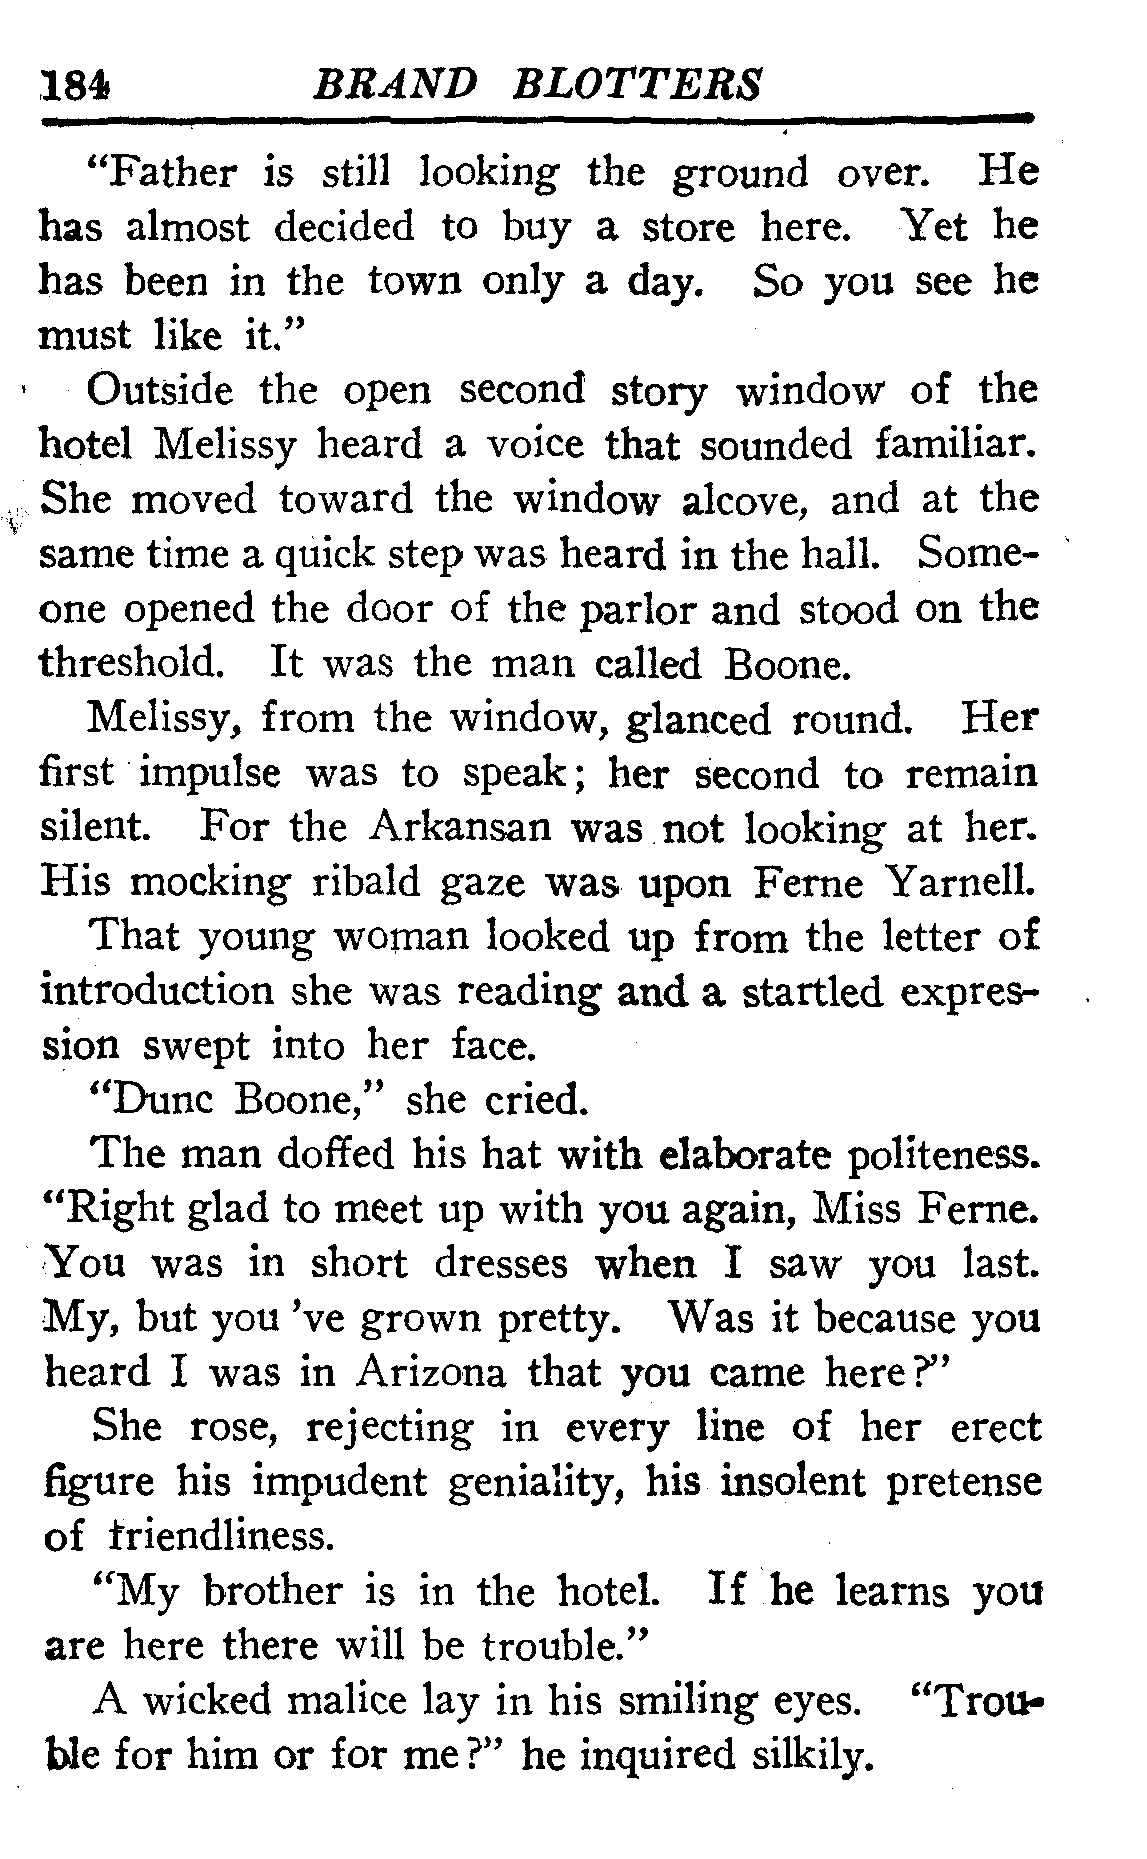 184 BRAND BLOTTERS
"Father is still looking the ground over. He
has almost decided to buy a store here. Yet he
has been in the town only a day. So you see he
must like it."
Outside the open second story window of the
hotel Melissy heard a voice that sounded familiar.
She moved toward the window alcove, and at the
same time a quick step was heard in the hall. Some-
one opened the door of the parlor and stood on the
threshold. It was the man called Boone.
Melissy, from the window, glanced round. Her
first impulse was to speak; her second to remain
silent. For the Arkansan was not looking at her.
His mocking ribald gaze was upon Ferne Yarnell.
That young woman looked up from the letter of
introduction she was reading and a startled expres-
sion swept into her face.
"Dunc Boone," she cried.
The man doffed his hat with elaborate politeness.
"Right glad to meet up with you again, Miss Ferne.
You was in short dresses when I saw you last.
My, but you 've grown pretty. Was it because you
heard I was in Arizona that you came here?"
She rose, rejecting in every line of her erect
figure his impudent geniality, his insolent pretense
of friendliness.
"My brother is in the hotel. If he learns you
are here there will be trouble."
A wicked malice lay in his smiling eyes. "Trou-
ble for him or for me?" he inquired silkily.